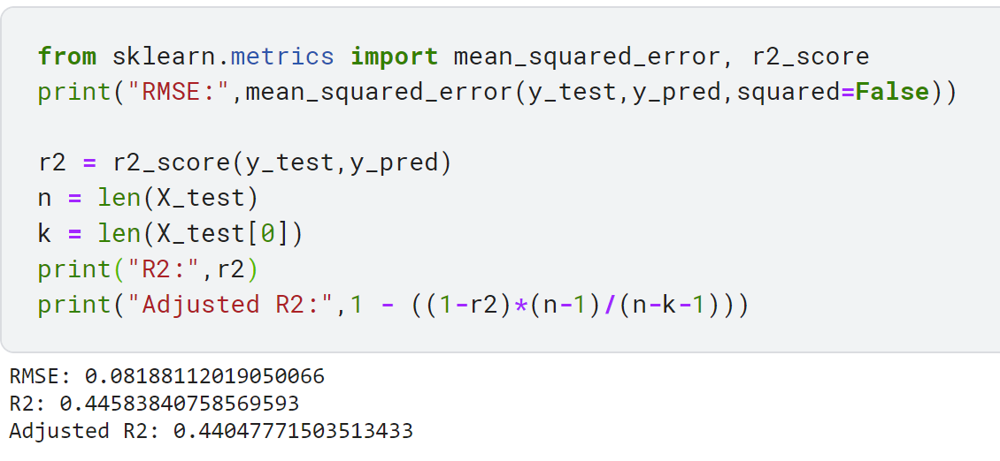 from sklearn.metrics import mean_squared_error, r2_score
print("RMSE:",mean_squared_error(y_test,y_pred,squared=False))
r2 = r2_score(y_test,y_pred)
n = len(X_test)
k = len(X_test[0])
print("R2:",r2)
print("Adjusted R2:",1 - ((1-r2)*(n-1)/(n-k-1)))
RMSE: 0.08188112019050066
R2: 0.44583840758569593
Adjusted R2: 0.44047771503513433